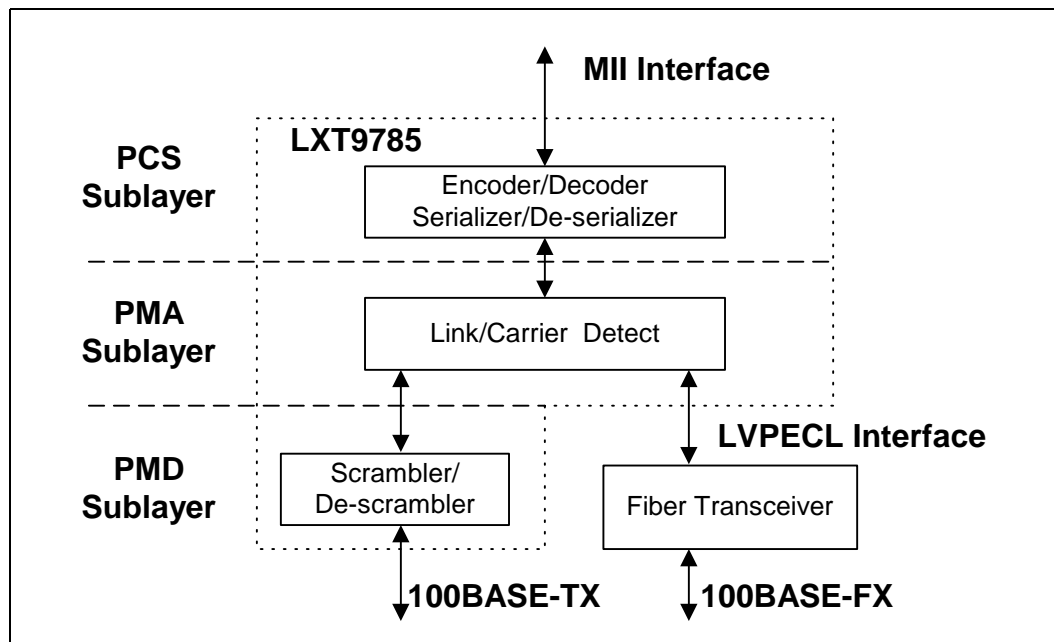 MII Interface
LXT9785
PCS
Sublayer
Encoder/Decoder
Serializer/De-serializer
PMA
Sublayer
Link/Carrier Detect
LVPECL Interface
PMD
Sublayer
Scrambler/
De-scrambler
Fiber Transceiver
100BASE-TX
100BASE-FX